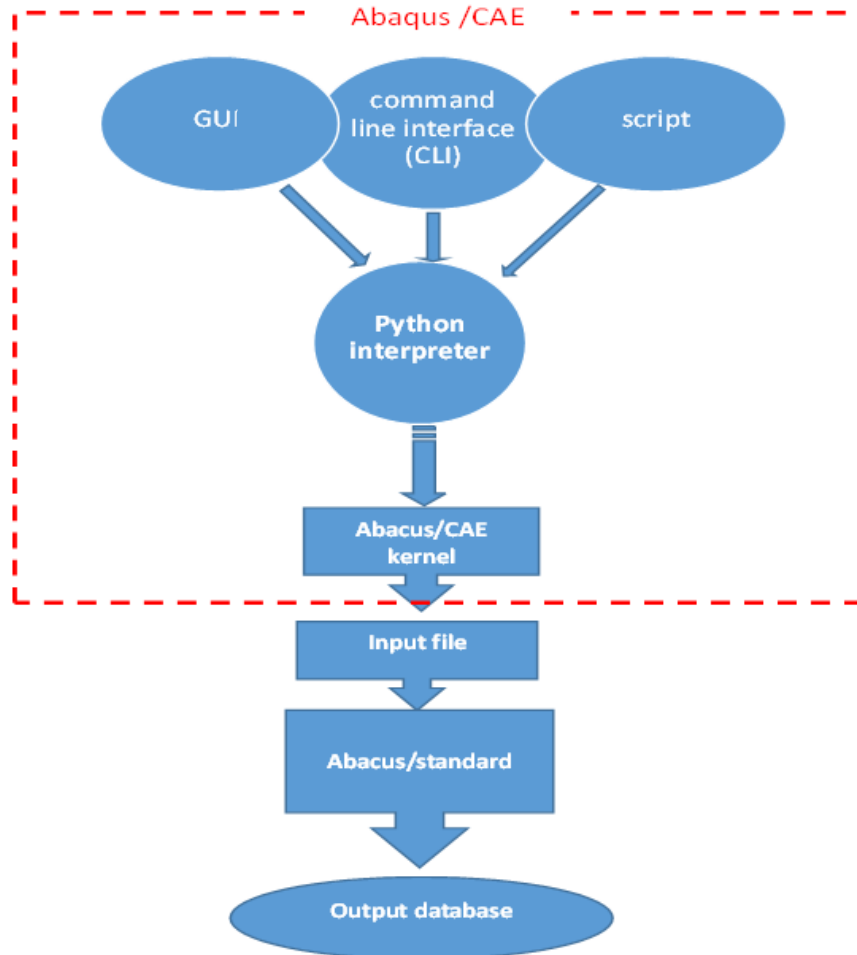 Abaqus /CAE
GUI
command
line interface
(CLI)
script
Python
interpreter
Abacus/CAE
kernel
Input file
Abacus/standard
Output database